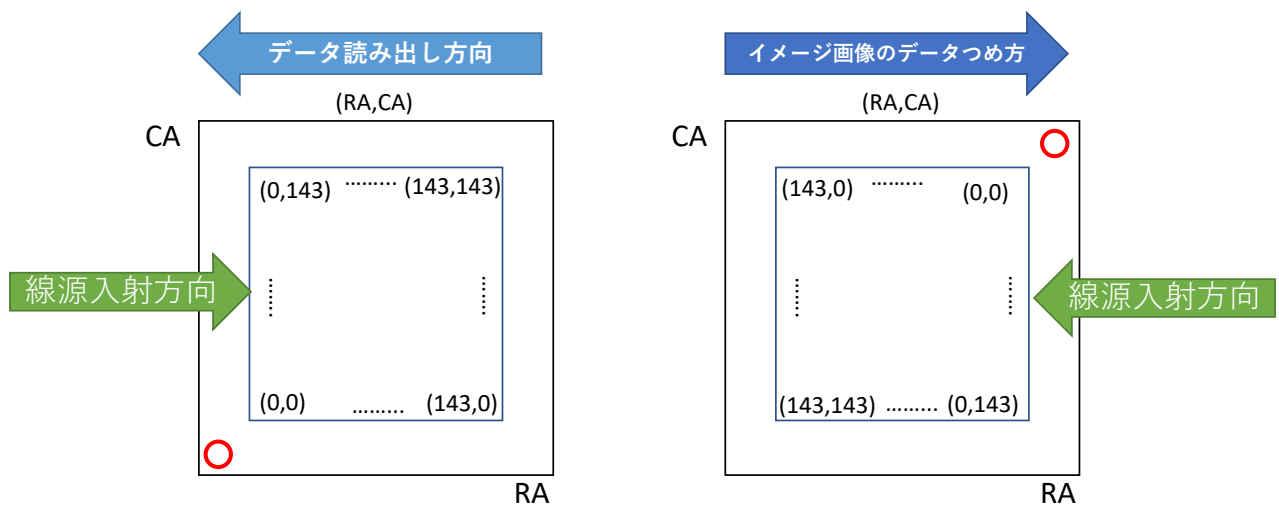 データ読み出し方向
(RA,CA)
CA
(0,143) ……... (143,143)
……
……
線源入射方向
(0,0) ……... (143,0)
RA
イメージ画像のデータつめ方
(RA,CA)
CA
(143,0) ……... (0,0)
……
……
線源入射方向
(143,143) ……... (0,143)
RA